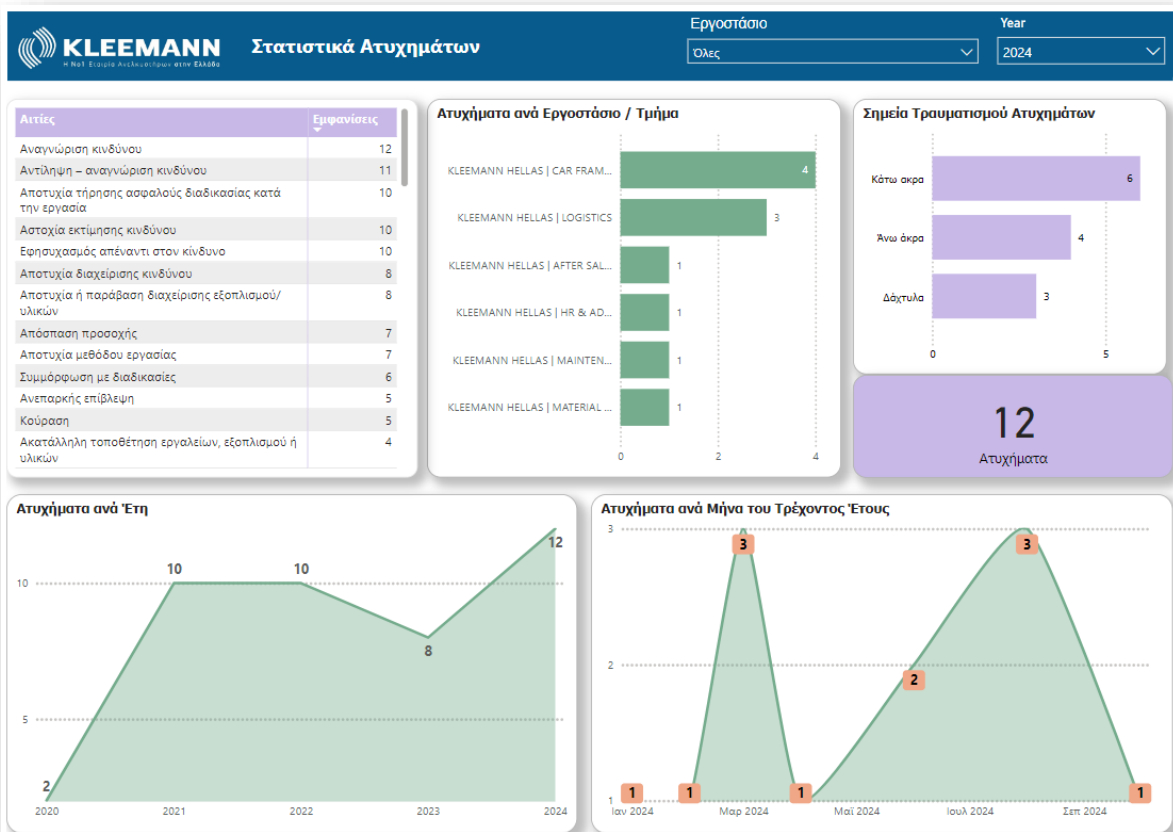 KLEEMANN
Η Νο1 Εταιρία Ανελκυστήρων στην Ελλάδα
Στατιστικά Ατυχημάτων
Εργοστάσιο
Όλες
Year
2024
Αιτίες Εμφανίσεις
Αναγνώριση κινδύνου 12
Αντίληψη – αναγνώριση κινδύνου 11
Αποτυχία τήρησης ασφαλούς διαδικασίας κατά 10
την εργασία
Αστοχία εκτίμησης κινδύνου 10
Εφησυχασμός απέναντι στον κίνδυνο 10
Αποτυχία διαχείρισης κινδύνου 8
Αποτυχία ή παράβαση διαχείρισης εξοπλισμού/ 8
υλικών
Απόσπαση προσοχής 7
Αποτυχία μεθόδου εργασίας 7
Συμμόρφωση με διαδικασίες 6
Ανεπαρκής επίβλεψη 5
Κούραση 5
Ακατάλληλη τοποθέτηση εργαλείων, εξοπλισμού ή 4
υλικών
Ατυχήματα ανά Εργοστάσιο / Τμήμα
KLEEMANN HELLAS | CAR FRAM... 4
KLEEMANN HELLAS | LOGISTICS 3
KLEEMANN HELLAS | AFTER SAL... 1
KLEEMANN HELLAS | HR & AD... 1
KLEEMANN HELLAS | MAINTEN... 1
KLEEMANN HELLAS | MATERIAL ... 1
0 2 4
Σημεία Τραυματισμού Ατυχημάτων
Κάτω ακρα 6
Άνω άκρα 4
Δάχτυλα 3
0 5
12
Ατυχήματα
Ατυχήματα ανά Έτη
12
10 10
10
8
5
2
2020 2021 2022 2023 2024
Ατυχήματα ανά Μήνα του Τρέχοντος Έτους
3
3 3
2
2
1 1 1 1 1
Ιαν 2024 Μαρ 2024 Μαϊ 2024 Ιουλ 2024 Σεπ 2024